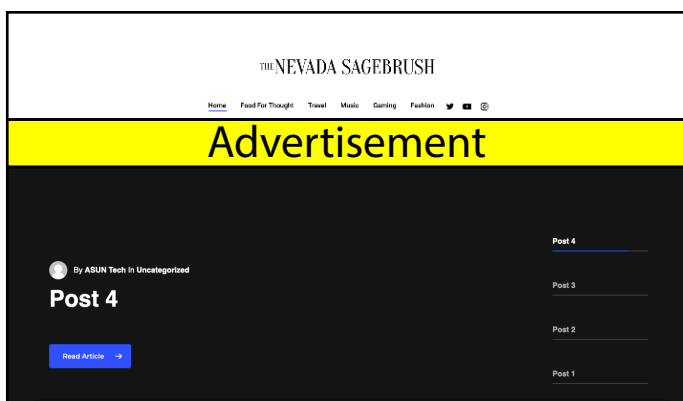 THE NEVADA SAGEBRUSH
Home Food For Thought Travel Music Gaming Fashion
Advertisement
By ASUN Tech In Uncategorized
Post 4
Read Article →
Post 4
Post 3
Post 2
Post 1